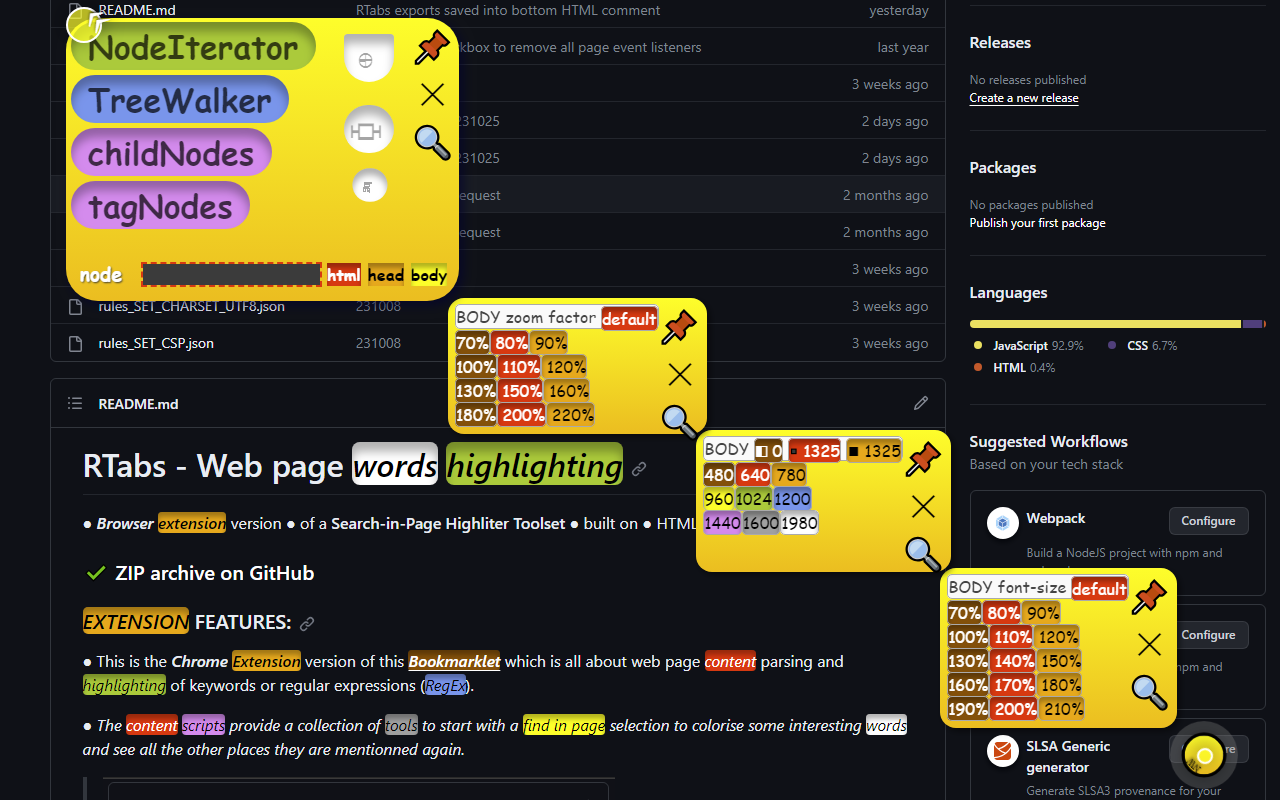 README.md RTabs exports saved into bottom HTML comment yesterday
NodeIterator
kbox to remove all page event listeners last year
3 weeks ago
TreeWalker
231025 2 days ago
childNodes
231025 2 days ago
equest 2 months ago
tagNodes
equest 2 months ago
node html head body
3 weeks ago
rules_SET_CHARSET_UTF8.json 231008 3 weeks ago
rules_SET_CSP.json 231008 3 weeks ago
BODY zoom factor default
70% 80% 90%
100% 110% 120%
130% 150% 160%
180% 200% 220%
README.md
RTabs - Web page words highlighting
● Browser extension version ● of a Search-in-Page Highliter Toolset ● built on ● HTML
BODY ◧ 0 ▫ 1325 ■ 1325
480 640 780
960 1024 1200
1440 1600 1980
ZIP archive on GitHub
EXTENSION FEATURES:
● This is the Chrome Extension version of this Bookmarklet which is all about web page content parsing and
highlighting of keywords or regular expressions (RegEx).
● The content scripts provide a collection of tools to start with a find in page selection to colorise some interesting words
and see all the other places they are mentionned again.
Releases
No releases published
Create a new release
Packages
No packages published
Publish your first package
Languages
JavaScript 92.9% CSS 6.7%
HTML 0.4%
Suggested Workflows
Based on your tech stack
Webpack Configure
Build a NodeJS project with npm and
BODY font-size default
70% 80% 90%
100% 110% 120%
130% 140% 150%
160% 170% 180%
190% 200% 210%
Configure
npm and
SLSA Generic
generator
Generate SLSA3 provenance for your